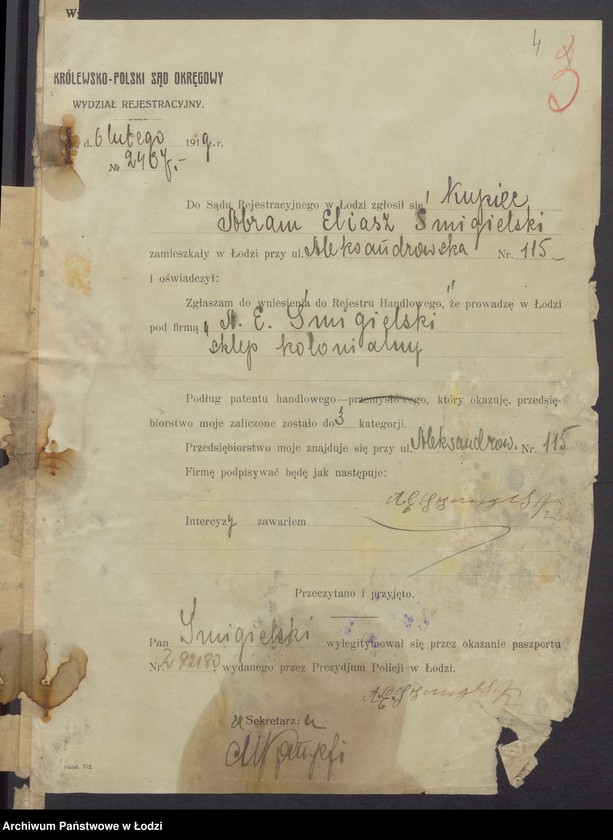 4
3
KRÓLEWSKO-POLSKI SĄD OKRĘGOWY
WYDZIAŁ REJESTRACYJNY.
d. 6 lutego 1919. r.
№ 2467.-
Do Sądu Rejestracyjnego w Łodzi zgłosił się Kupiec
Abram Eliasz Śmigielski
zamieszkały w Łodzi przy ul. Aleksandrowska Nr. 115
i oświadczył:
Zgłaszam do wniesienia do Rejestru Handlowego, że prowadzę w Łodzi
pod firmą „A. E. Śmigielski"
sklep kolonialny
Podług patentu handlowego—przemysłowego, który okazuję, przedsię-
biorstwo moje zaliczone zostało do 3 kategorji.
Przedsiębiorstwo moje znajduje się przy ul. Aleksandrow. Nr. 115
Firmę podpisywać będę jak następuje:
Intercyzy zawarłem
Przeczytano i przyjęto.
Pan Śmigielski wylegitymował się przez okazanie paszportu
Nr. 292180 wydanego przez Prezydjum Policji w Łodzi.
Sekretarz:
Hand. 115.
Archiwum Państwowe w Łodzi